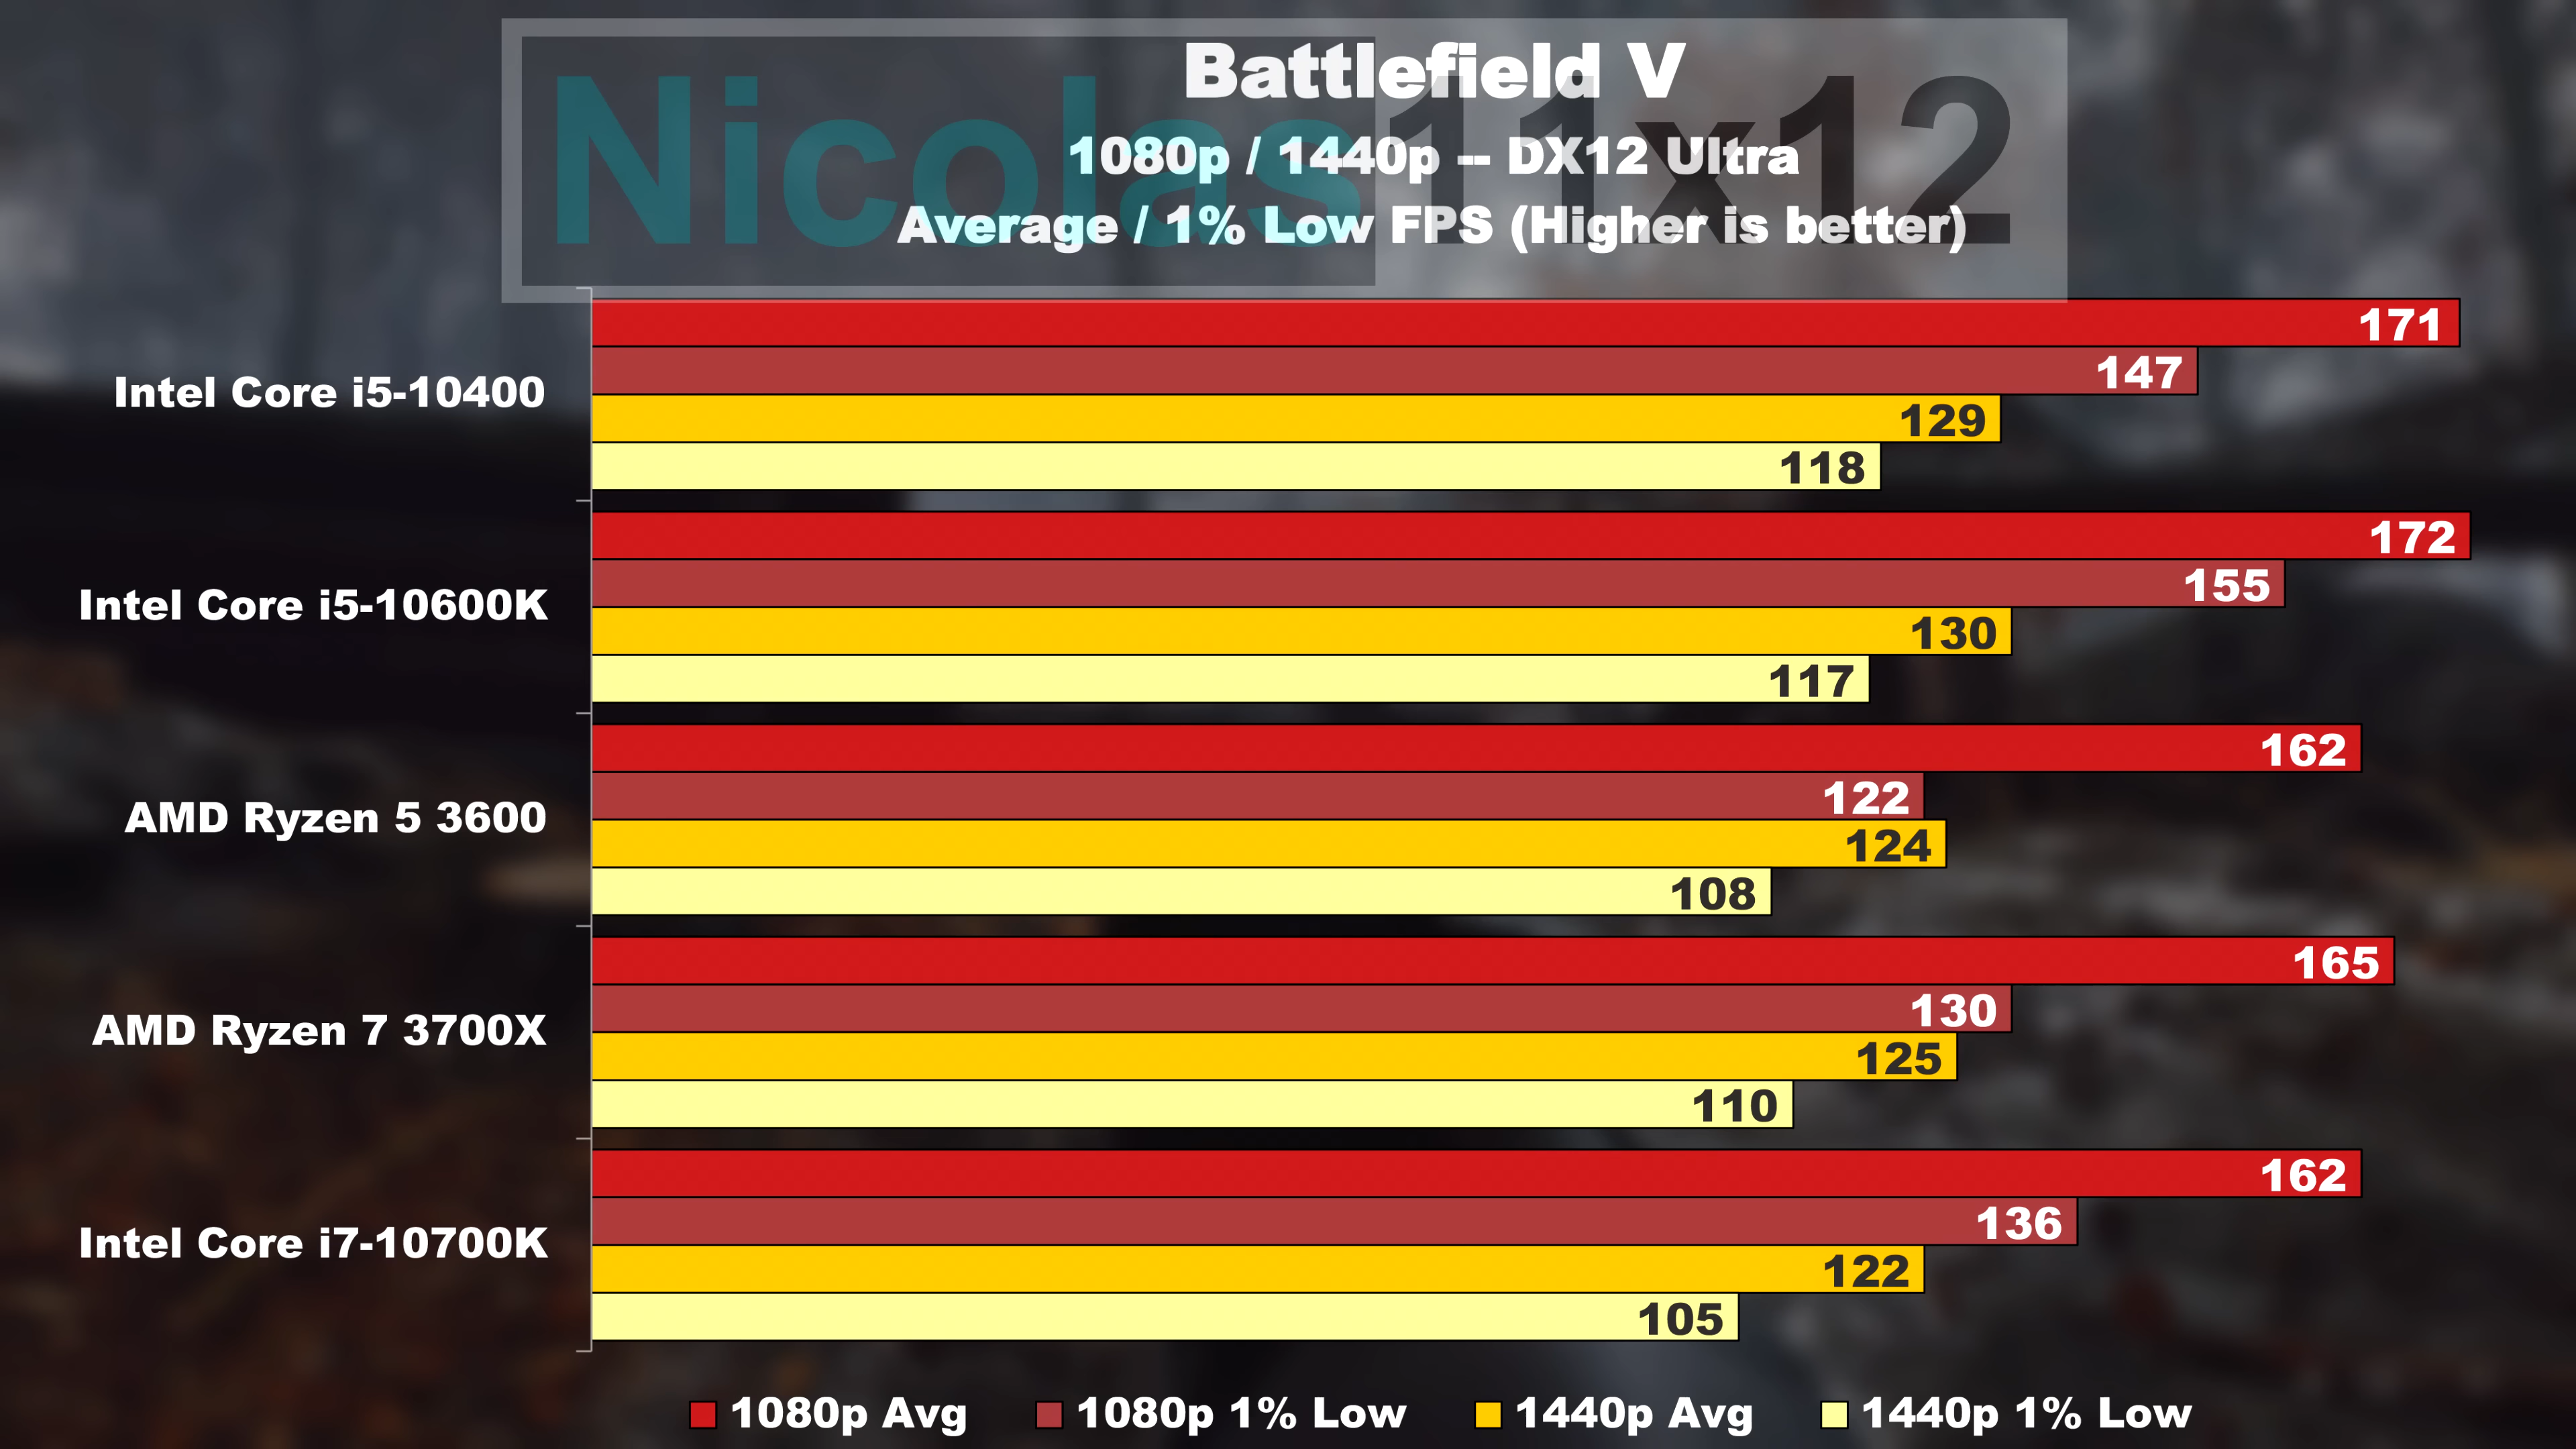 Nicolas11x12
Battlefield V
1080p / 1440p -- DX12 Ultra
Average / 1% Low FPS (Higher is better)
Intel Core i5-10400
171
147
129
118
Intel Core i5-10600K
172
155
130
117
AMD Ryzen 5 3600
162
122
124
108
AMD Ryzen 7 3700X
165
130
125
110
Intel Core i7-10700K
162
136
122
105
1080p Avg 1080p 1% Low 1440p Avg 1440p 1% Low